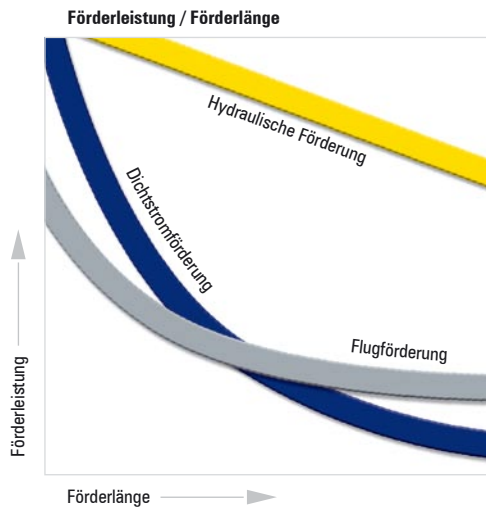 Förderleistung / Förderlänge
Hydraulische Förderung
Dichtstromförderung
Flugförderung
Förderleistung
Förderlänge